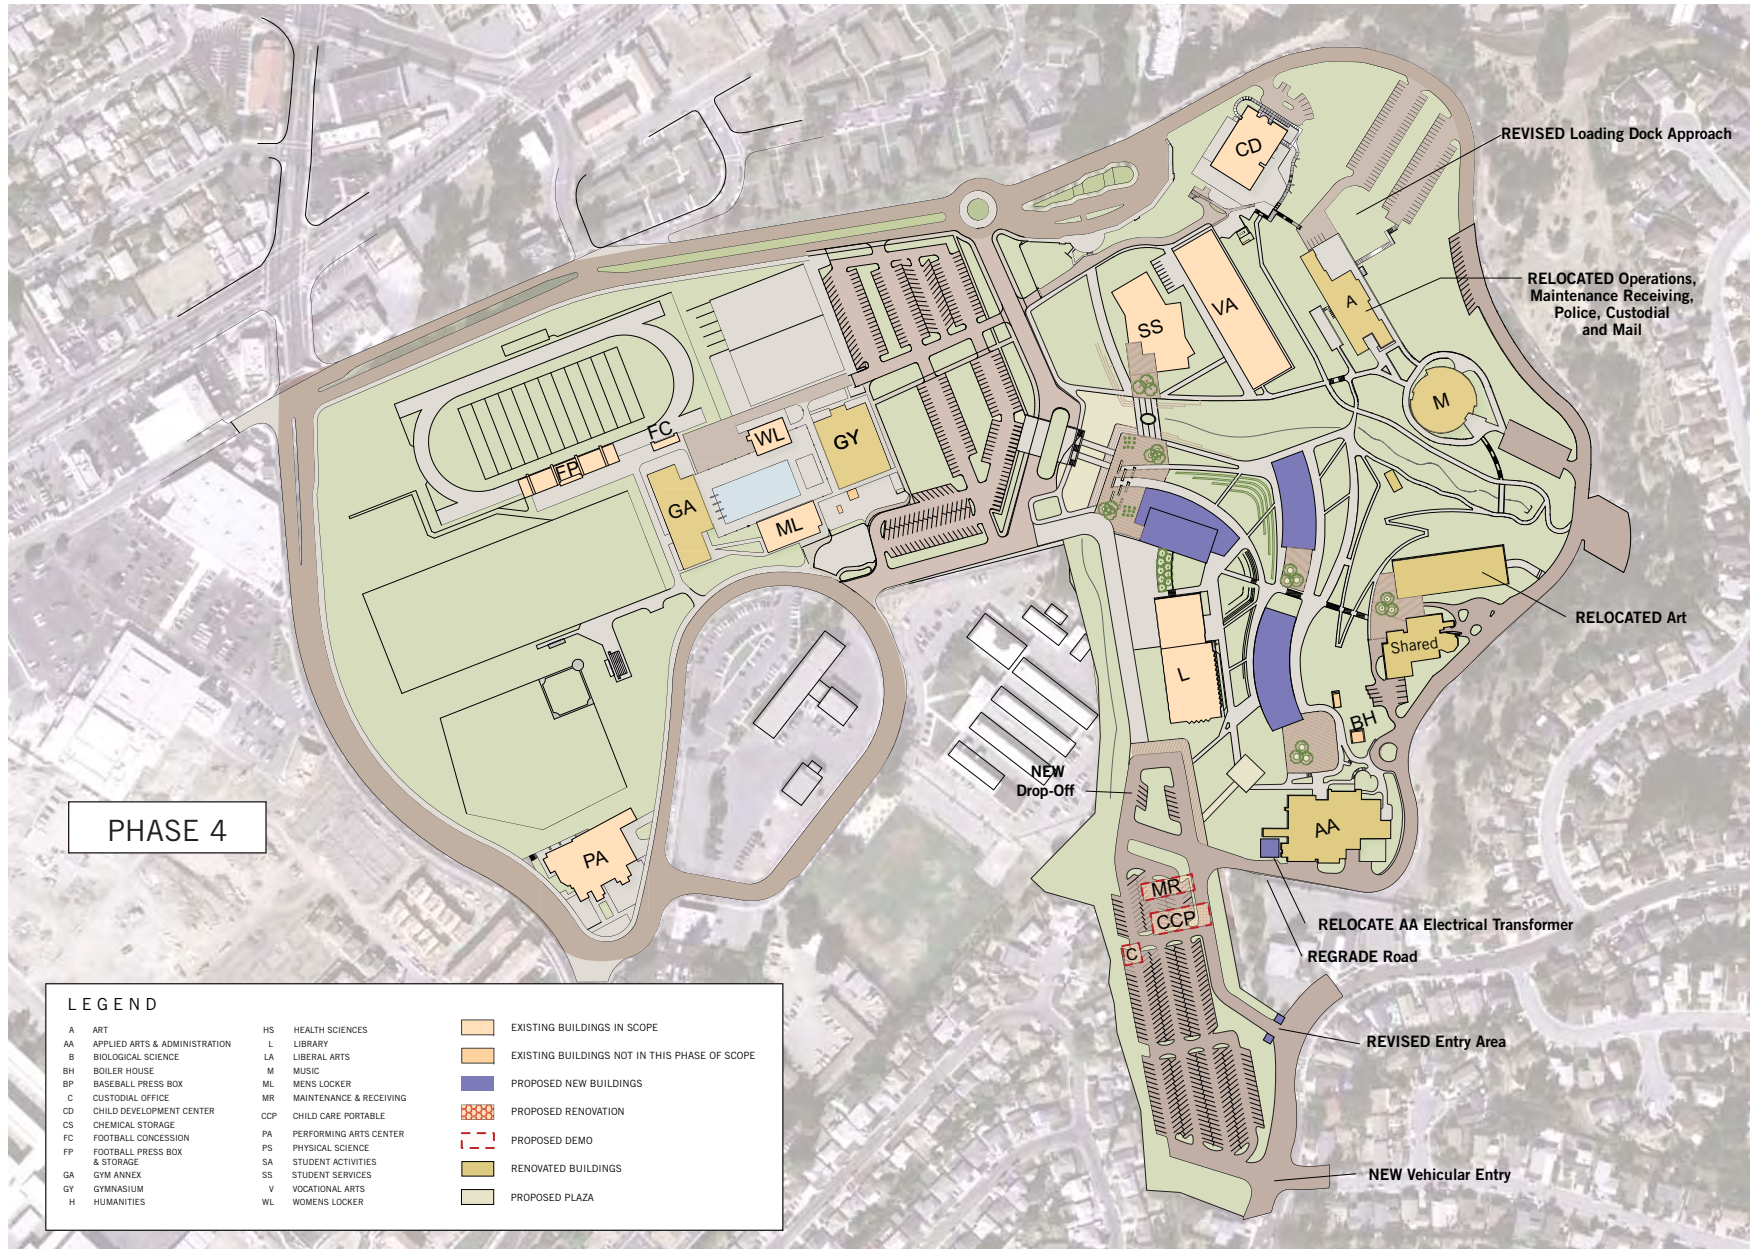 CD
REVISED Loading Dock Approach
RELOCATED Operations,
Maintenance Receiving,
Police, Custodial
and Mail
A
VA
SS
M
FC
WL
GY
FP
GA
ML
RELOCATED Art
Shared
L
BH
NEW
Drop-Off
AA
PHASE 4
PA
MR
CCP
C
RELOCATE AA Electrical Transformer
REGRADE Road
REVISED Entry Area
NEW Vehicular Entry
LEGEND
A ART
AA APPLIED ARTS & ADMINISTRATION
B BIOLOGICAL SCIENCE
BH BOILER HOUSE
BP BASEBALL PRESS BOX
C CUSTODIAL OFFICE
CD CHILD DEVELOPMENT CENTER
CS CHEMICAL STORAGE
FC FOOTBALL CONCESSION
FP FOOTBALL PRESS BOX
& STORAGE
GA GYM ANNEX
GY GYMNASIUM
H HUMANITIES
HS HEALTH SCIENCES
L LIBRARY
LA LIBERAL ARTS
M MUSIC
ML MENS LOCKER
MR MAINTENANCE & RECEIVING
CCP CHILD CARE PORTABLE
PA PERFORMING ARTS CENTER
PS PHYSICAL SCIENCE
SA STUDENT ACTIVITIES
SS STUDENT SERVICES
V VOCATIONAL ARTS
WL WOMENS LOCKER
EXISTING BUILDINGS IN SCOPE
EXISTING BUILDINGS NOT IN THIS PHASE OF SCOPE
PROPOSED NEW BUILDINGS
PROPOSED RENOVATION
PROPOSED DEMO
RENOVATED BUILDINGS
PROPOSED PLAZA